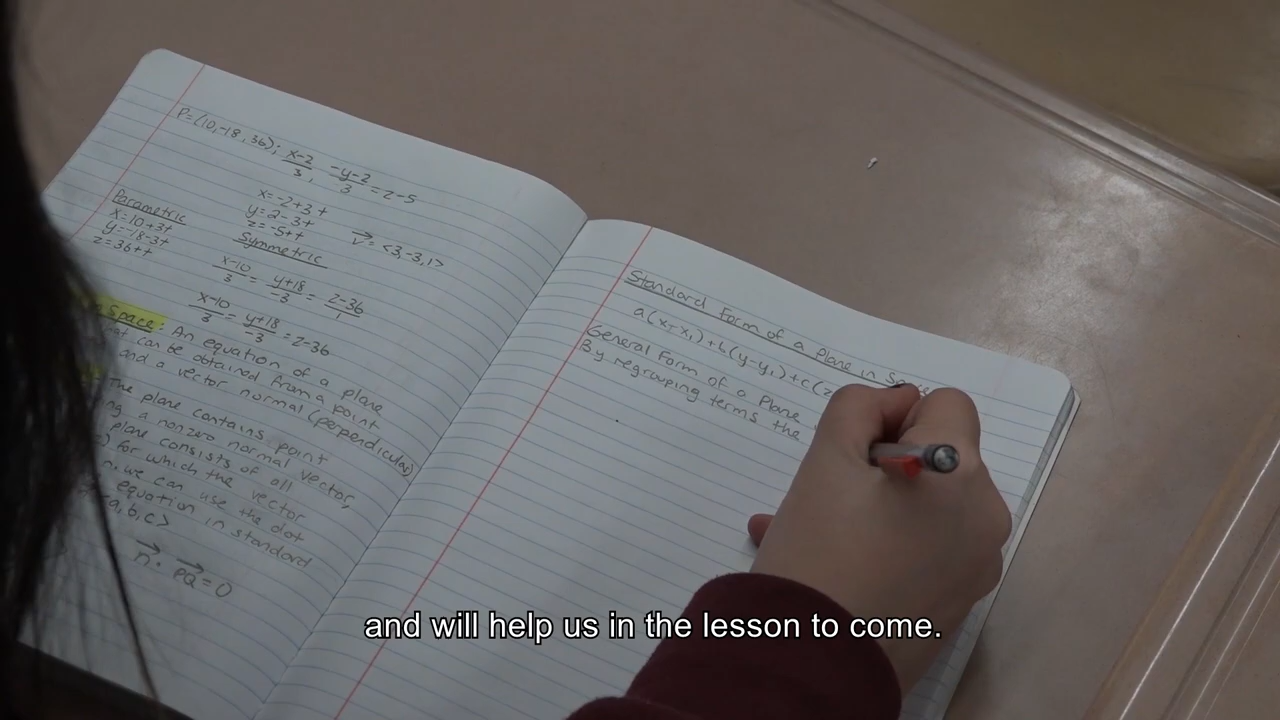 P=(10,-18,36); x-2/3, -y-2/3 = z-5
x=-2+3t
y=2-3t
z=-5+t
v=<3,-3,1>
Parametric
x=10+3t
y=-18-3t
z=36+t
Symmetric
x-10/3 = y+18/-3 = z-36/1
x-10/3 = y+18/-3 = z-36
Space: An equation of a plane
that can be obtained from a point
and a vector normal (perpendicular)
The plane contains point
a nonzero normal vector,
plane consists of all
for which the vector
n, we can use the dot
equation in standard
a,b,c>
n · PQ = 0
Standard Form of a Plane in Space
a(x-x₁)+b(y-y₁)+c(z
General Form of a Plane
By regrouping terms the
and will help us in the lesson to come.